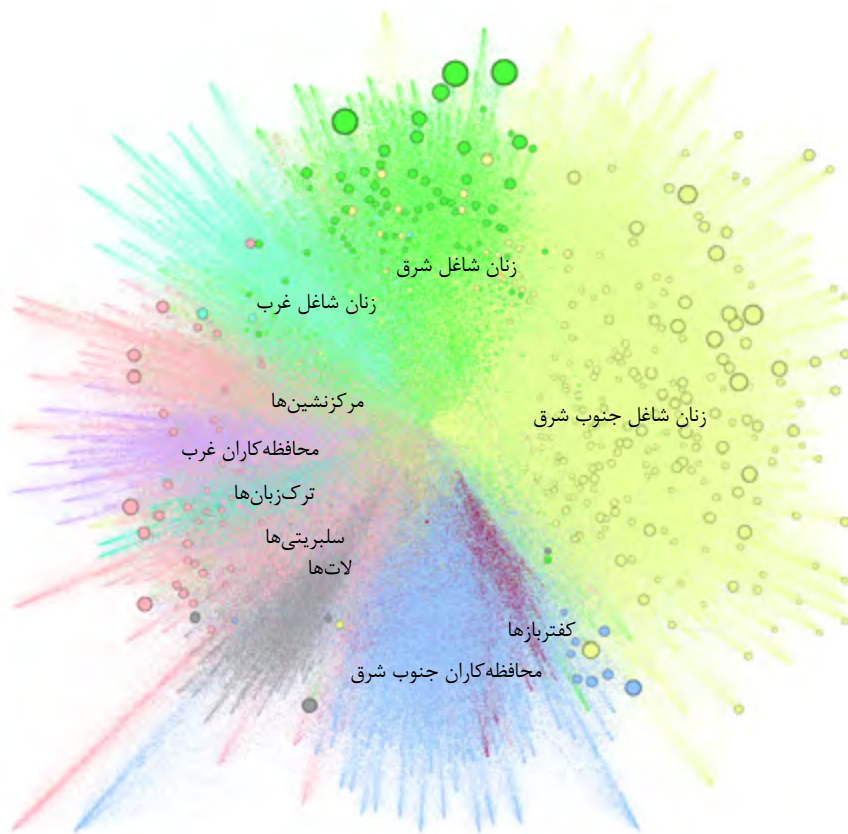 زنان شاغل شرق
زنان شاغل غرب
مرکزنشین‌ها
زنان شاغل جنوب شرق
محافظه‌کاران غرب
ترک‌زبان‌ها
سلبریتی‌ها
لات‌ها
کفتربازها
محافظه‌کاران جنوب شرق